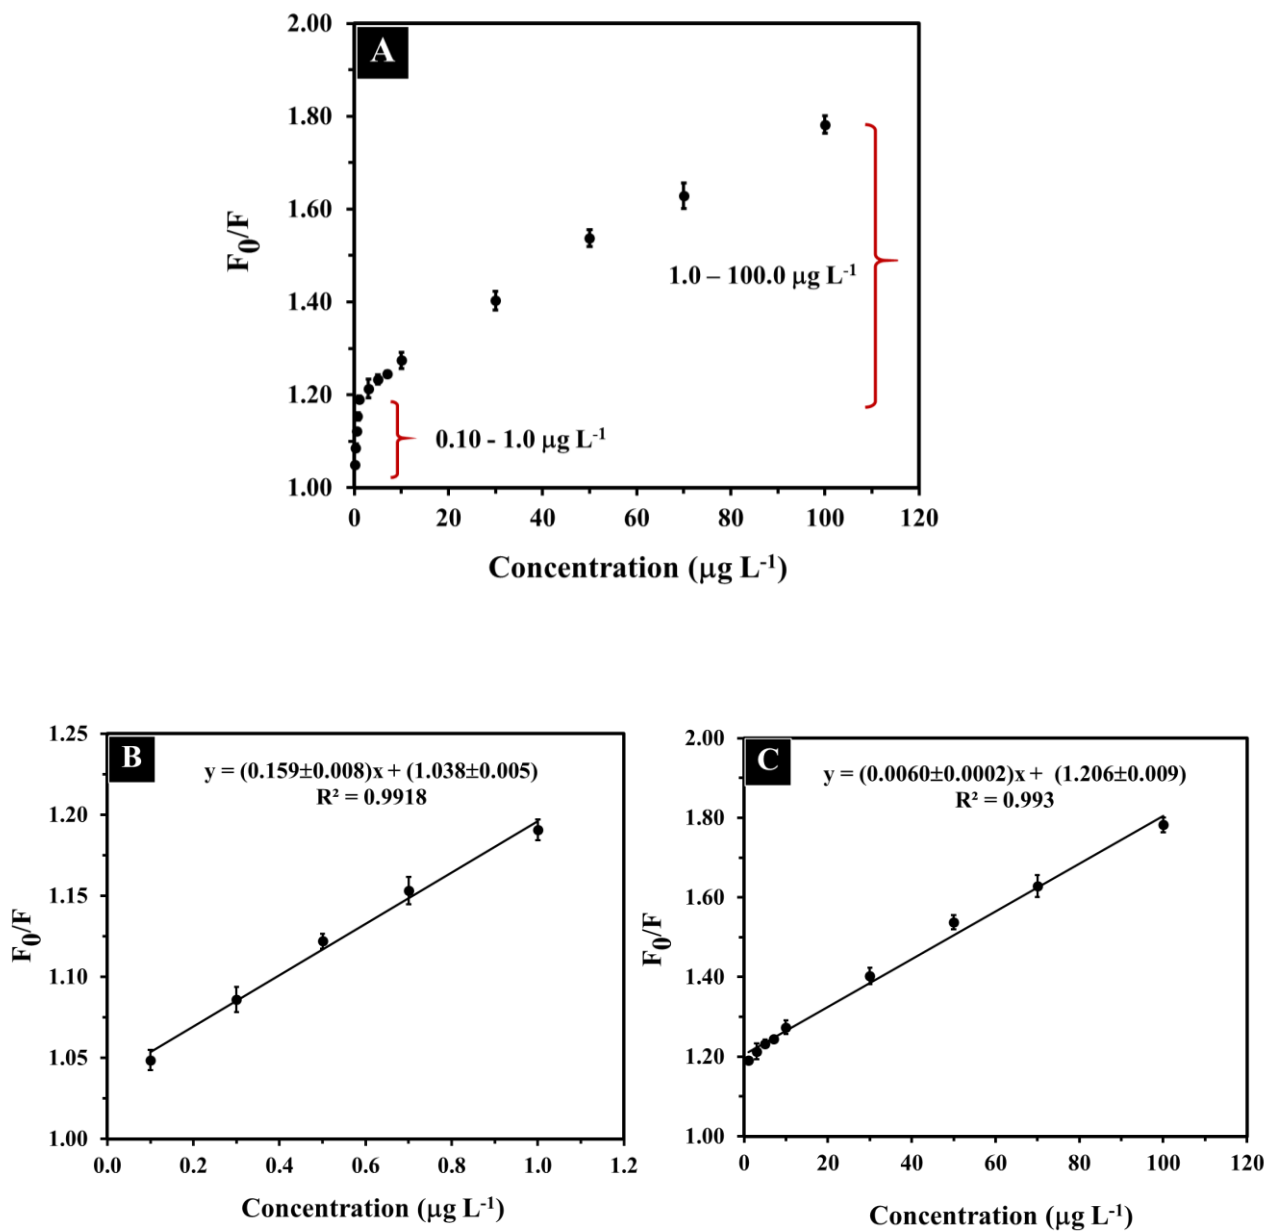 A
2.00
1.80
1.60
1.40
1.20
1.00
F₀/F
1.0 – 100.0 µg L⁻¹
0.10 - 1.0 µg L⁻¹
0 20 40 60 80 100 120
Concentration (µg L⁻¹)
B
y = (0.159±0.008)x + (1.038±0.005)
R² = 0.9918
1.25
1.20
1.15
1.10
1.05
1.00
F₀/F
0.0 0.2 0.4 0.6 0.8 1.0 1.2
Concentration (µg L⁻¹)
C
y = (0.0060±0.0002)x + (1.206±0.009)
R² = 0.993
2.00
1.80
1.60
1.40
1.20
1.00
F₀/F
0 20 40 60 80 100 120
Concentration (µg L⁻¹)